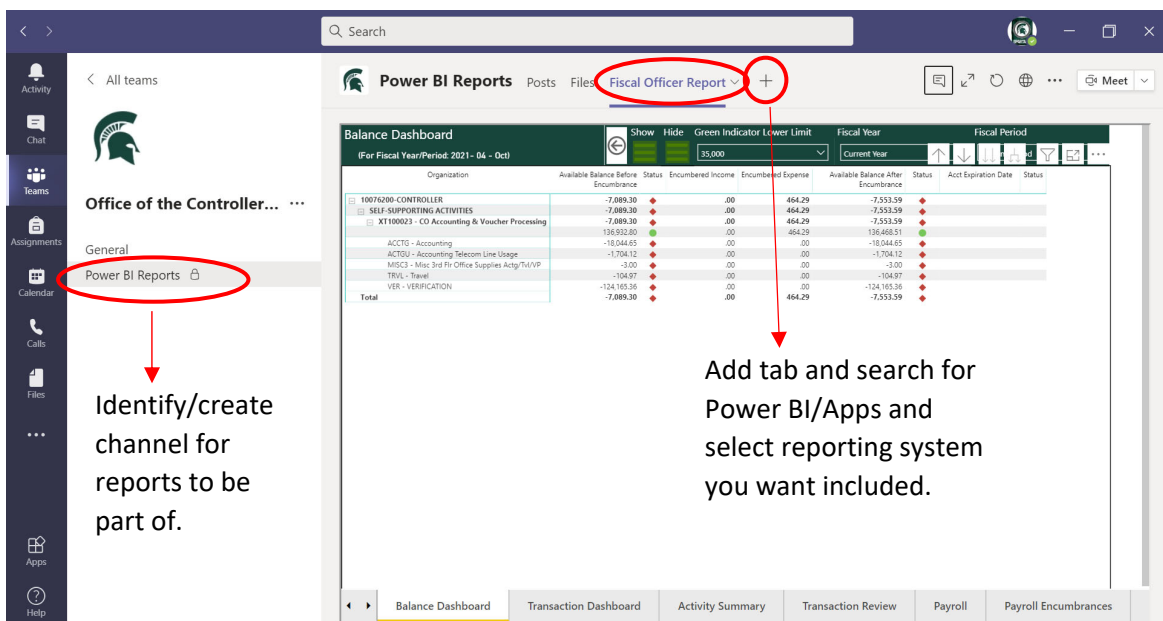 Search
Activity
Chat
Teams
Assignments
Calendar
Calls
Files
Apps
Help
All teams
Office of the Controller... ...
General
Power BI Reports
Power BI Reports Posts Files Fiscal Officer Report +
Meet
Balance Dashboard
(For Fiscal Year/Period: 2021- 04 - Oct)
Show Hide Green Indicator Lower Limit Fiscal Year Fiscal Period
35,000 Current Year
Organization Available Balance Before Encumbrance Status Encumbered Income Encumbered Expense Available Balance After Encumbrance Status Acct Expiration Date Status
10076200-CONTROLLER -7,089.30 .00 464.29 -7,553.59
SELF-SUPPORTING ACTIVITIES -7,089.30 .00 464.29 -7,553.59
XT100023 - CO Accounting & Voucher Processing -7,089.30 .00 464.29 -7,553.59
136,932.80 .00 464.29 136,468.51
ACCTG - Accounting -18,044.65 .00 .00 -18,044.65
ACTGU - Accounting Telecom Line Usage -1,704.12 .00 .00 -1,704.12
MISC3 - Misc 3rd Flr Office Supplies Actg/Tvl/VP -3.00 .00 .00 -3.00
TRVL - Travel -104.97 .00 .00 -104.97
VER - VERIFICATION -124,165.36 .00 .00 -124,165.36
Total -7,089.30 .00 464.29 -7,553.59
Identify/create
channel for
reports to be
part of.
Add tab and search for
Power BI/Apps and
select reporting system
you want included.
Balance Dashboard Transaction Dashboard Activity Summary Transaction Review Payroll Payroll Encumbrances